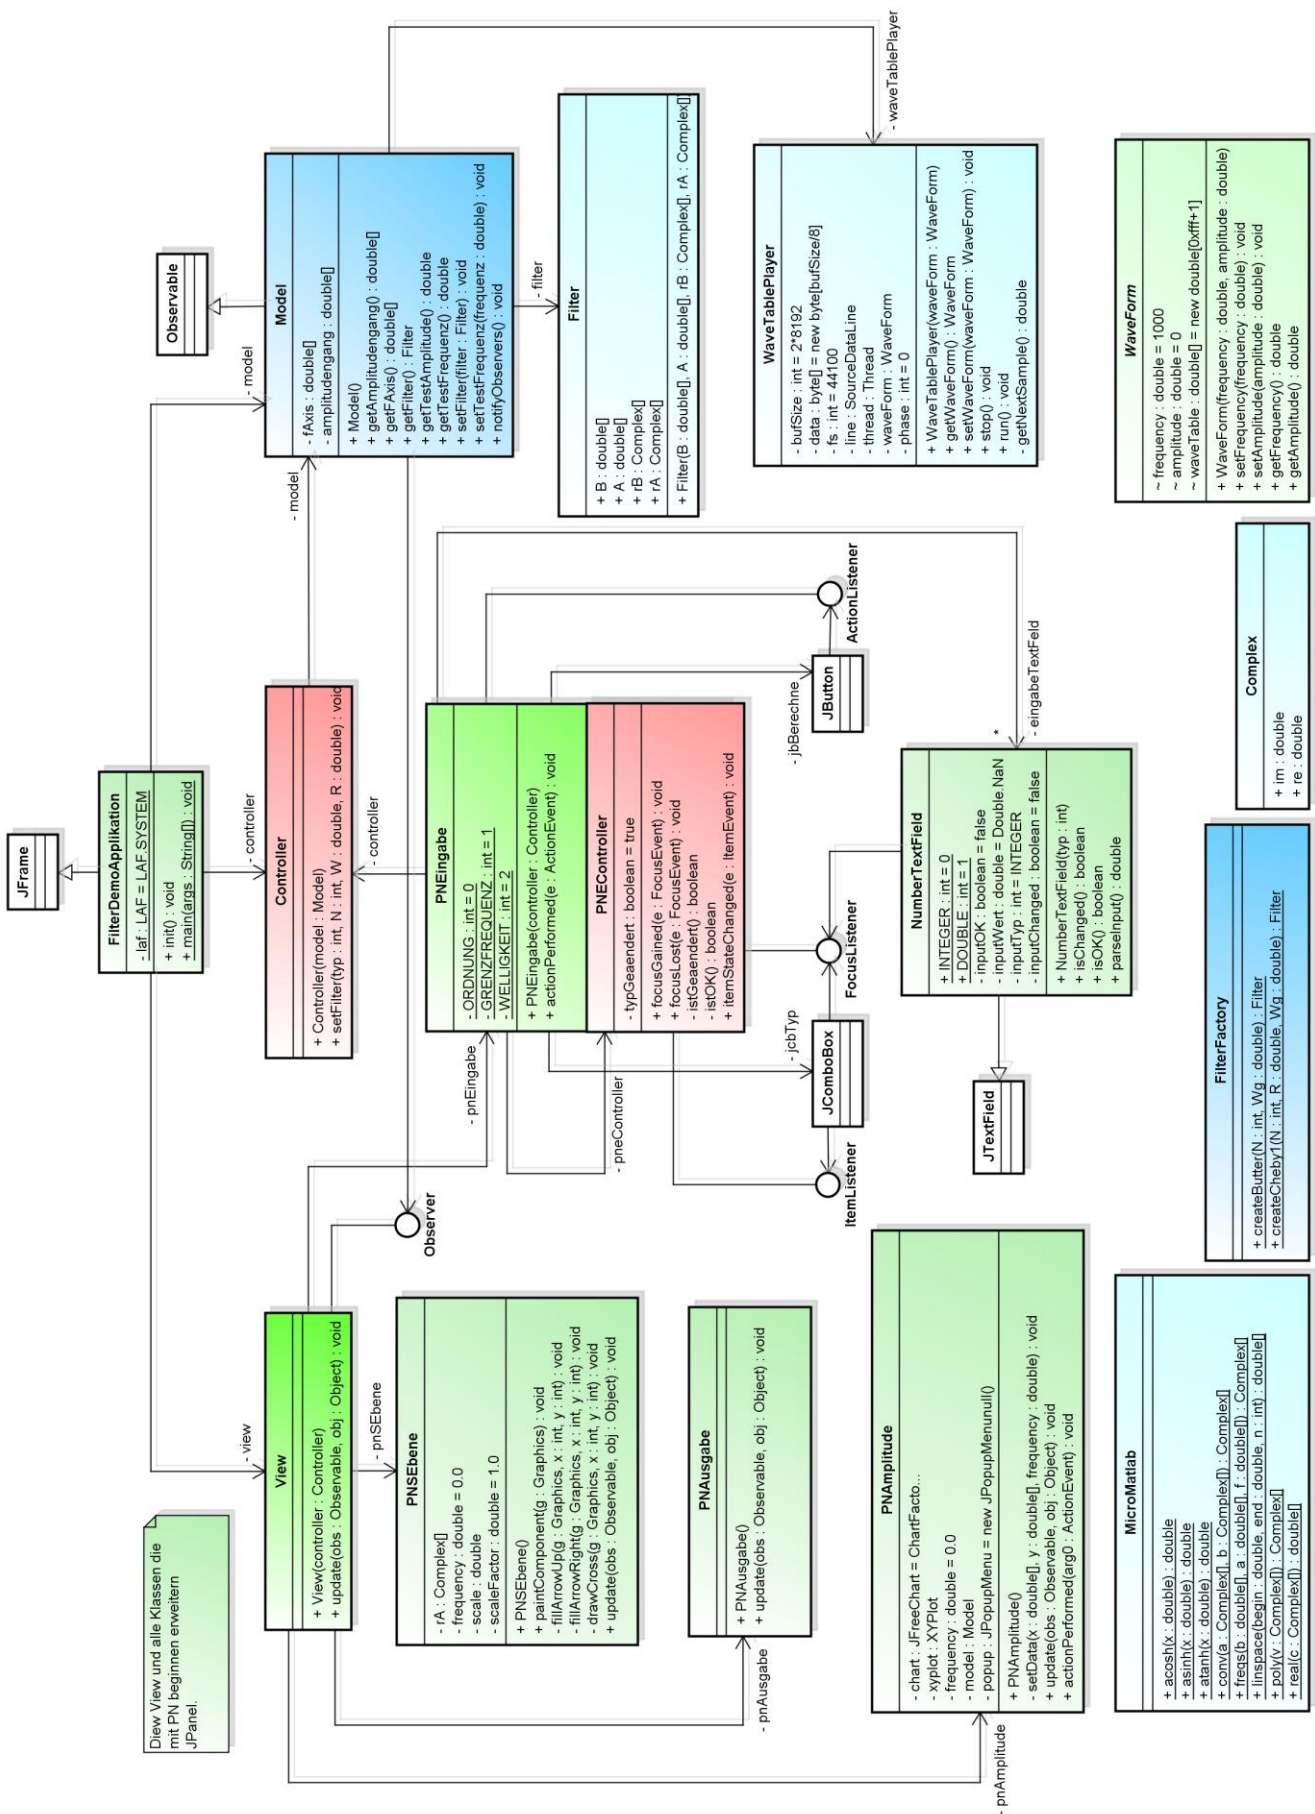 Diew View und alle Klassen die
mit PN beginnen erweitern
JPanel.
JFrame
FilterDemoApplikation
- laf : LAF = LAF.SYSTEM
+ init() : void
+ main(args : String[]) : void
- view
- controller
- model
Observable
View
+ View(controller : Controller)
+ update(obs : Observable, obj : Object) : void
Controller
+ Controller(model : Model)
+ setFilter(typ : int, N : int, W : double, R : double) : void
- model
Model
- fAxis : double[]
- amplitudengang : double[]
+ Model()
+ getAmplitudengang() : double[]
+ getFAxis() : double[]
+ getFilter() : Filter
+ getTestAmplitude() : double
+ getTestFrequenz() : double
+ setFilter(filter : Filter) : void
+ setTestFrequenz(frequenz : double) : void
+ notifyObservers() : void
- pnSEbene
Observer
- pnEingabe
- controller
- filter
PNSEbene
- rA : Complex[]
- frequency : double = 0.0
- scale : double
- scaleFactor : double = 1.0
+ PNSEbene()
+ paintComponent(g : Graphics) : void
- fillArrowUp(g : Graphics, x : int, y : int) : void
- fillArrowRight(g : Graphics, x : int, y : int) : void
- drawCross(g : Graphics, x : int, y : int) : void
+ update(obs : Observable, obj : Object) : void
PNEingabe
- ORDNUNG : int = 0
- GRENZFREQUENZ : int = 1
- WELLIGKEIT : int = 2
+ PNEingabe(controller : Controller)
+ actionPerformed(e : ActionEvent) : void
- pneController
PNEController
- typGeaendert : boolean = true
+ focusGained(e : FocusEvent) : void
+ focusLost(e : FocusEvent) : void
- istGeaendert() : boolean
- istOK() : boolean
+ itemStateChanged(e : ItemEvent) : void
Filter
+ B : double[]
+ A : double[]
+ rB : Complex[]
+ rA : Complex[]
+ Filter(B : double[], A : double[], rB : Complex[], rA : Complex[])
PNAusgabe
+ PNAusgabe()
+ update(obs : Observable, obj : Object) : void
- pnAusgabe
- jcbTyp
- jbBerechne
JComboBox
JButton
ItemListener
FocusListener
ActionListener
WaveTablePlayer
- bufSize : int = 2*8192
- data : byte[] = new byte[bufSize/8]
- fs : int = 44100
- line : SourceDataLine
- thread : Thread
- waveForm : WaveForm
- phase : int = 0
+ WaveTablePlayer(waveForm : WaveForm)
+ getWaveForm() : WaveForm
+ setWaveForm(waveForm : WaveForm) : void
+ stop() : void
+ run() : void
- getNextSample() : double
- waveTablePlayer
PNAmplitude
- chart : JFreeChart = ChartFacto...
- xyplot : XYPlot
- frequency : double = 0.0
- model : Model
- popup : JPopupMenu = new JPopupMenunull()
+ PNAmplitude()
- setData(x : double[], y : double[], frequency : double) : void
+ update(obs : Observable, obj : Object) : void
+ actionPerformed(arg0 : ActionEvent) : void
- pnAmplitude
JTextField
NumberTextField
+ INTEGER : int = 0
+ DOUBLE : int = 1
- inputOK : boolean = false
- inputWert : double = Double.NaN
- inputTyp : int = INTEGER
- inputChanged : boolean = false
+ NumberTextField(typ : int)
+ isChanged() : boolean
+ isOK() : boolean
+ parseInput() : double
*
- eingabeTextFeld
MicroMatlab
+ acosh(x : double) : double
+ asinh(x : double) : double
+ atanh(x : double) : double
+ conv(a : Complex[], b : Complex[]) : Complex[]
+ freqs(b : double[], a : double[], f : double[]) : Complex[]
+ linspace(begin : double, end : double, n : int) : double[]
+ poly(v : Complex[]) : Complex[]
+ real(c : Complex[]) : double[]
FilterFactory
+ createButter(N : int, Wg : double) : Filter
+ createCheby1(N : int, R : double, Wg : double) : Filter
Complex
+ im : double
+ re : double
WaveForm
~ frequency : double = 1000
~ amplitude : double = 0
~ waveTable : double[] = new double[0xfff+1]
+ WaveForm(frequency : double, amplitude : double)
+ setFrequency(frequency : double) : void
+ setAmplitude(amplitude : double) : void
+ getFrequency() : double
+ getAmplitude() : double